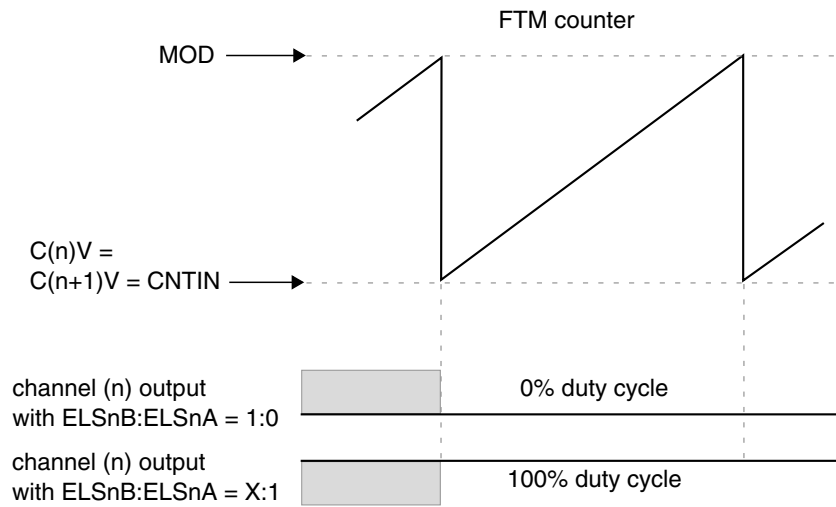 FTM counter
MOD
C(n)V =
C(n+1)V = CNTIN
channel (n) output
with ELSnB:ELSnA = 1:0
0% duty cycle
channel (n) output
with ELSnB:ELSnA = X:1
100% duty cycle